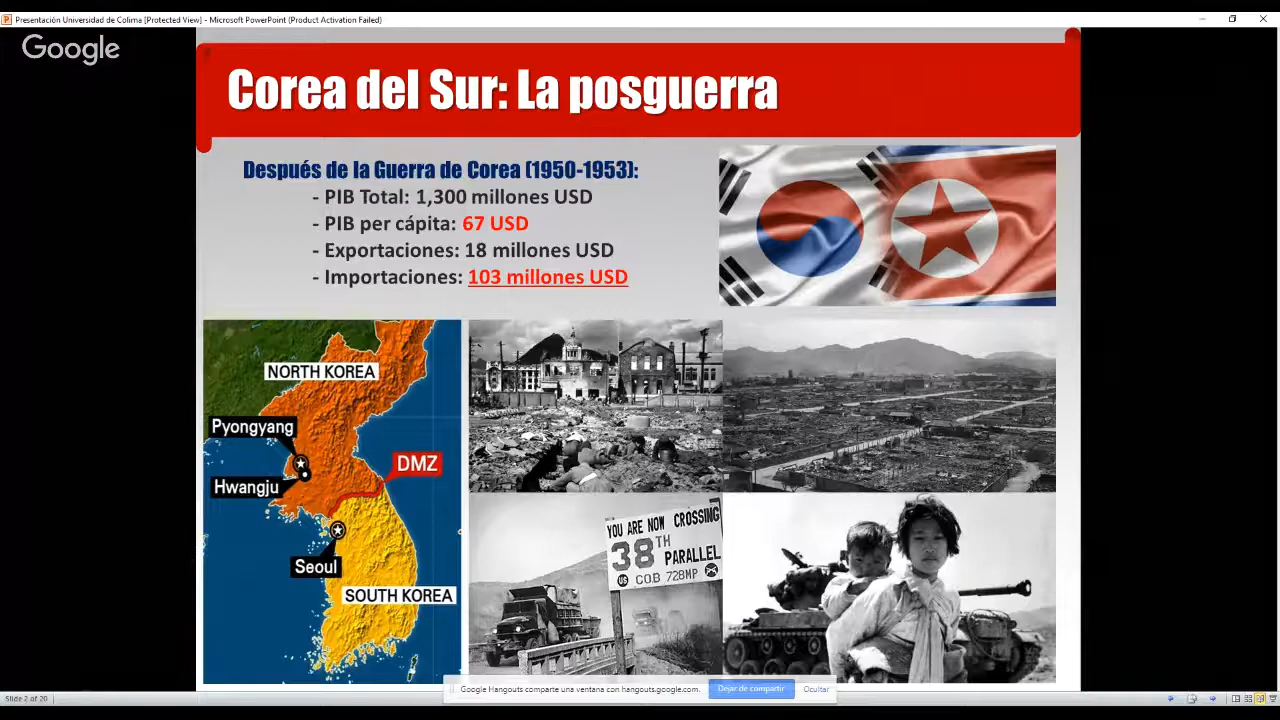 Presentación Universidad de Colima [Protected View] - Microsoft PowerPoint (Product Activation Failed)
Google
Corea del Sur: La posguerra
Después de la Guerra de Corea (1950-1953):
- PIB Total: 1,300 millones USD
- PIB per cápita: 67 USD
- Exportaciones: 18 millones USD
- Importaciones: 103 millones USD
NORTH KOREA
Pyongyang
DMZ
Hwangju
Seoul
SOUTH KOREA
YOU ARE NOW CROSSING
38TH
PARALLEL
US C.O.B 728MP
Google Hangouts comparte una ventana con hangouts.google.com.
Dejar de compartir
Ocultar
Slide 2 of 20